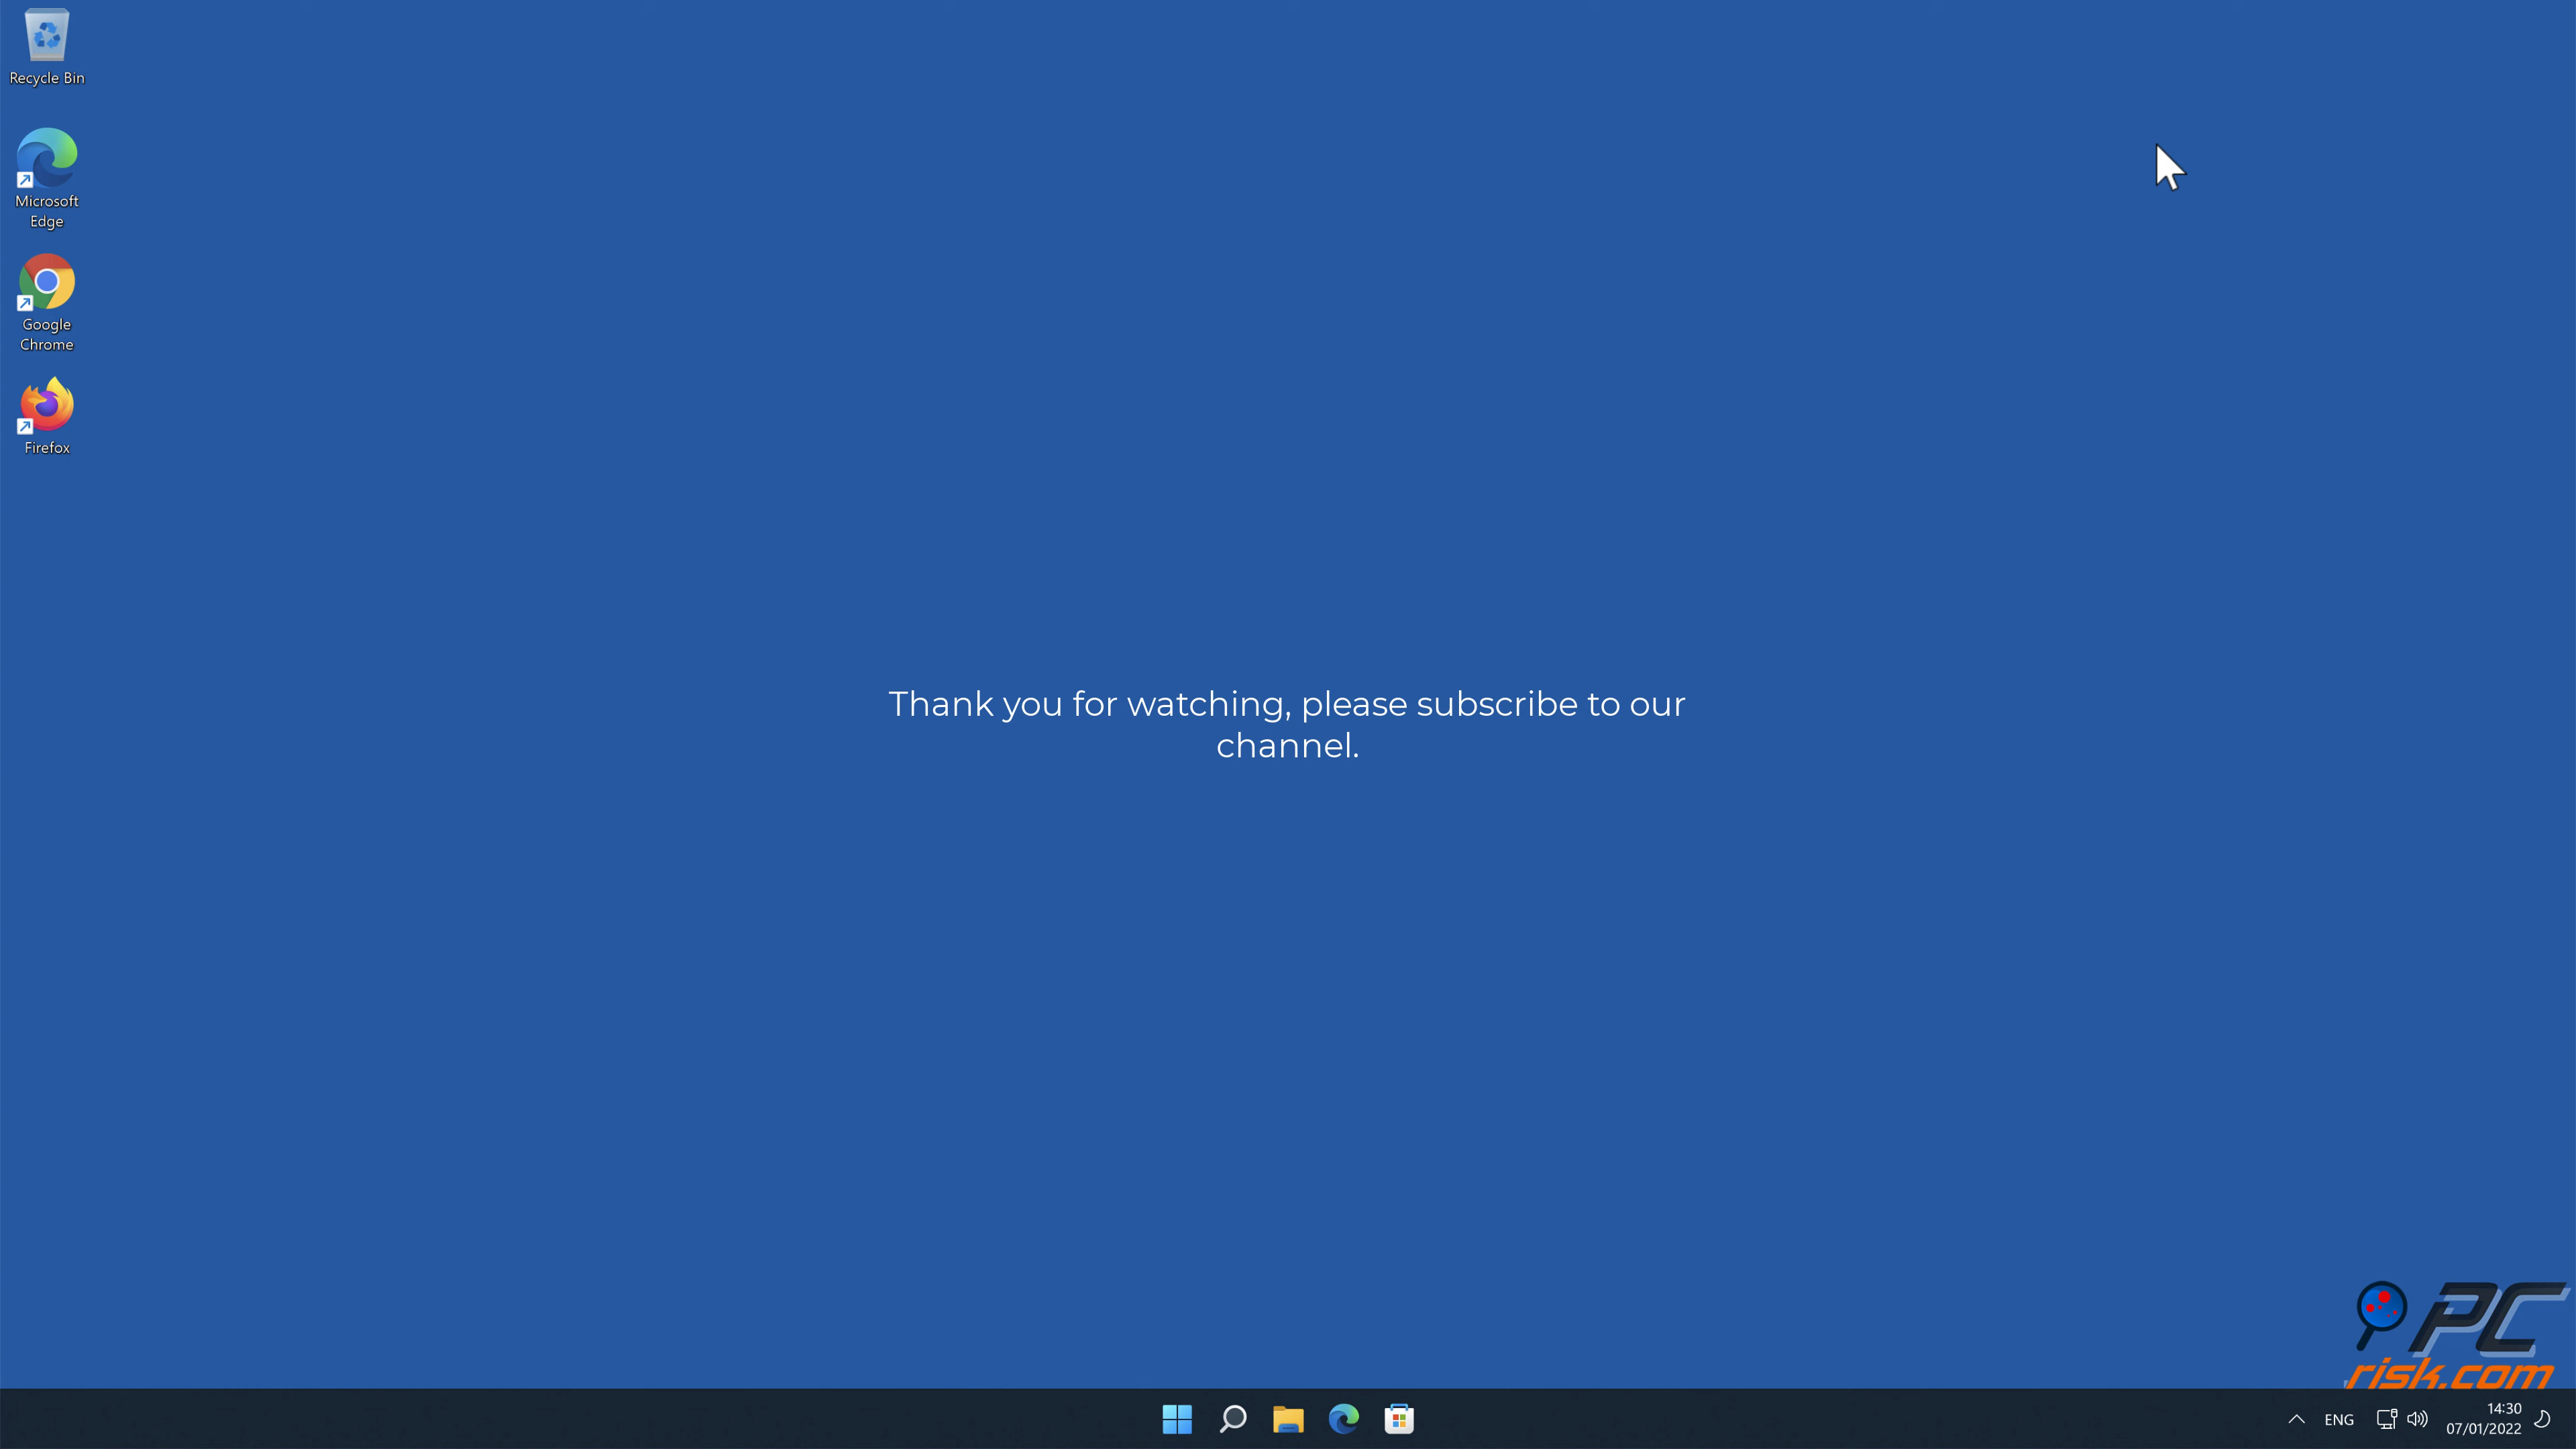 Recycle Bin
Microsoft
Edge
Google
Chrome
Firefox
Thank you for watching, please subscribe to our
channel.
PC
risk.com
ENG
14:30
07/01/2022